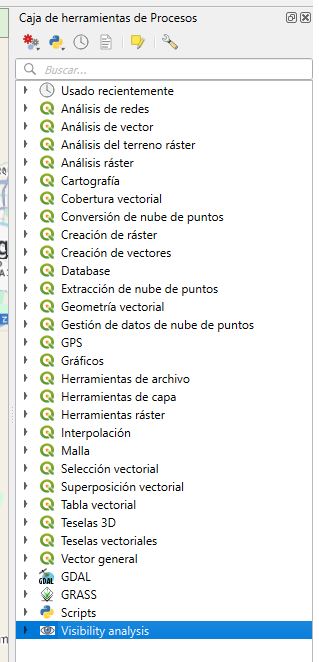 Caja de herramientas de Procesos
Buscar...
Usado recientemente
Análisis de redes
Análisis de vector
Análisis del terreno ráster
Análisis ráster
Cartografía
Cobertura vectorial
Conversión de nube de puntos
Creación de ráster
Creación de vectores
Database
Extracción de nube de puntos
Geometría vectorial
Gestión de datos de nube de puntos
GPS
Gráficos
Herramientas de archivo
Herramientas de capa
Herramientas ráster
Interpolación
Malla
Selección vectorial
Superposición vectorial
Tabla vectorial
Teselas 3D
Teselas vectoriales
Vector general
GDAL
GRASS
Scripts
Visibility analysis